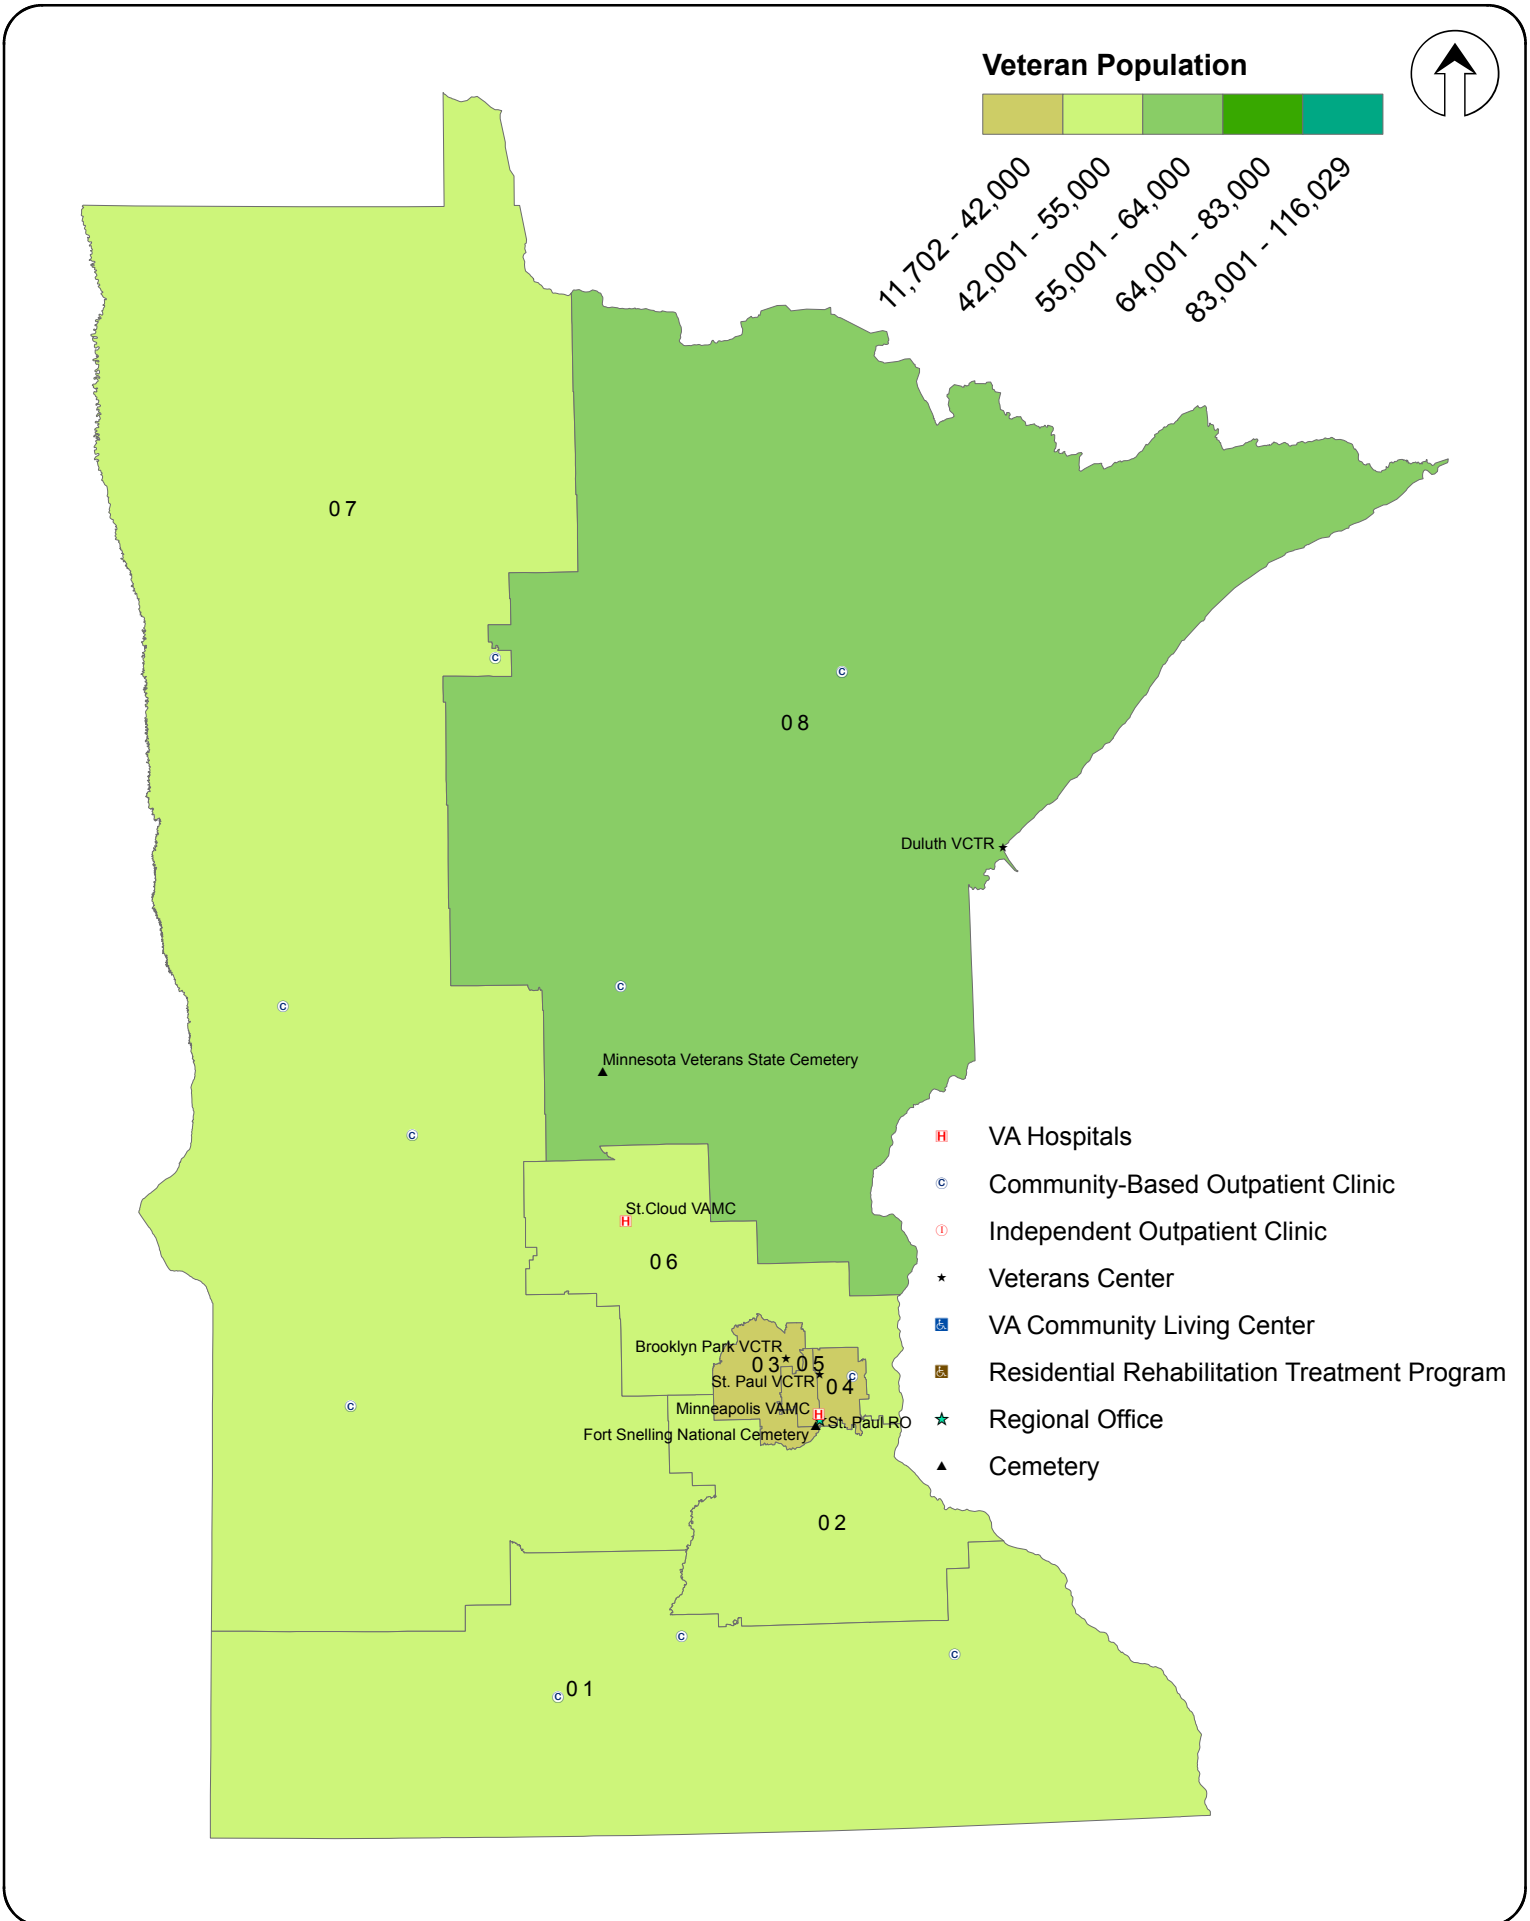 Veteran Population
11,702 - 42,000
42,001 - 55,000
55,001 - 64,000
64,001 - 83,000
83,001 - 116,029
07
C
C
08
Duluth VCTR
C
C
Minnesota Veterans State Cemetery
C
St.Cloud VAMC
H
06
Brooklyn Park VCTR
03
05
St. Paul VCTR
C
04
Minneapolis VAMC
H
St. Paul RO
Fort Snelling National Cemetery
C
02
C
C
C
01
H VA Hospitals
C Community-Based Outpatient Clinic
I Independent Outpatient Clinic
Veterans Center
VA Community Living Center
Residential Rehabilitation Treatment Program
Regional Office
Cemetery